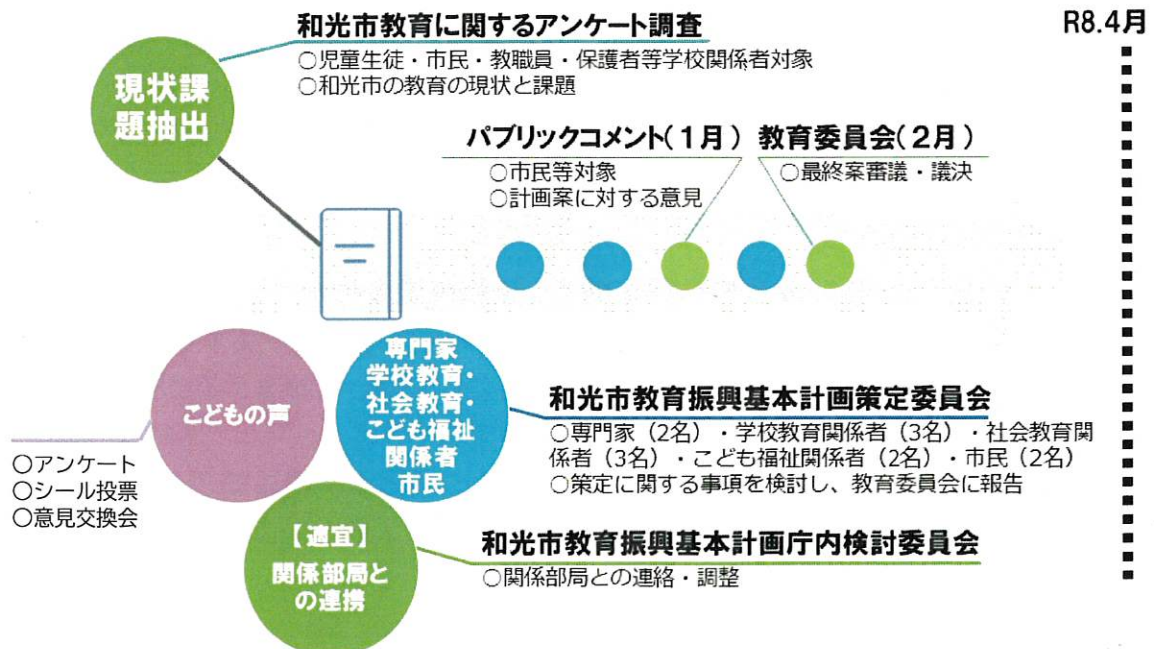 和光市教育に関するアンケート調査
○児童生徒・市民・教職員・保護者等学校関係者対象
○和光市の教育の現状と課題
R8.4月
現状課
題抽出
パブリックコメント(1月)
○市民等対象
○計画案に対する意見
教育委員会(2月)
○最終案審議・議決
こどもの声
○アンケート
○シール投票
○意見交換会
専門家
学校教育・
社会教育・
こども福祉
関係者
市民
和光市教育振興基本計画策定委員会
○専門家（2名）・学校教育関係者（3名）・社会教育関
係者（3名）・こども福祉関係者（2名）・市民（2名）
○策定に関する事項を検討し、教育委員会に報告
【適宜】
関係部局と
の連携
和光市教育振興基本計画庁内検討委員会
○関係部局との連絡・調整